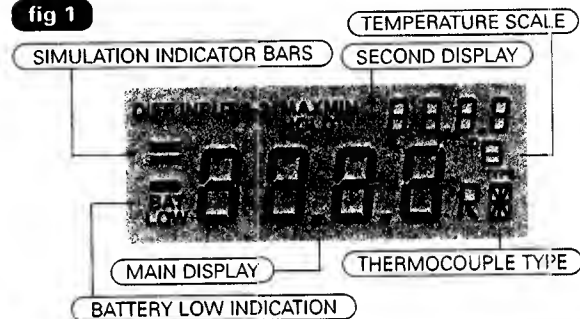 fig 1
TEMPERATURE SCALE
SIMULATION INDICATOR BARS
SECOND DISPLAY
BAT
LOW
MAIN DISPLAY
THERMOCOUPLE TYPE
BATTERY LOW INDICATION